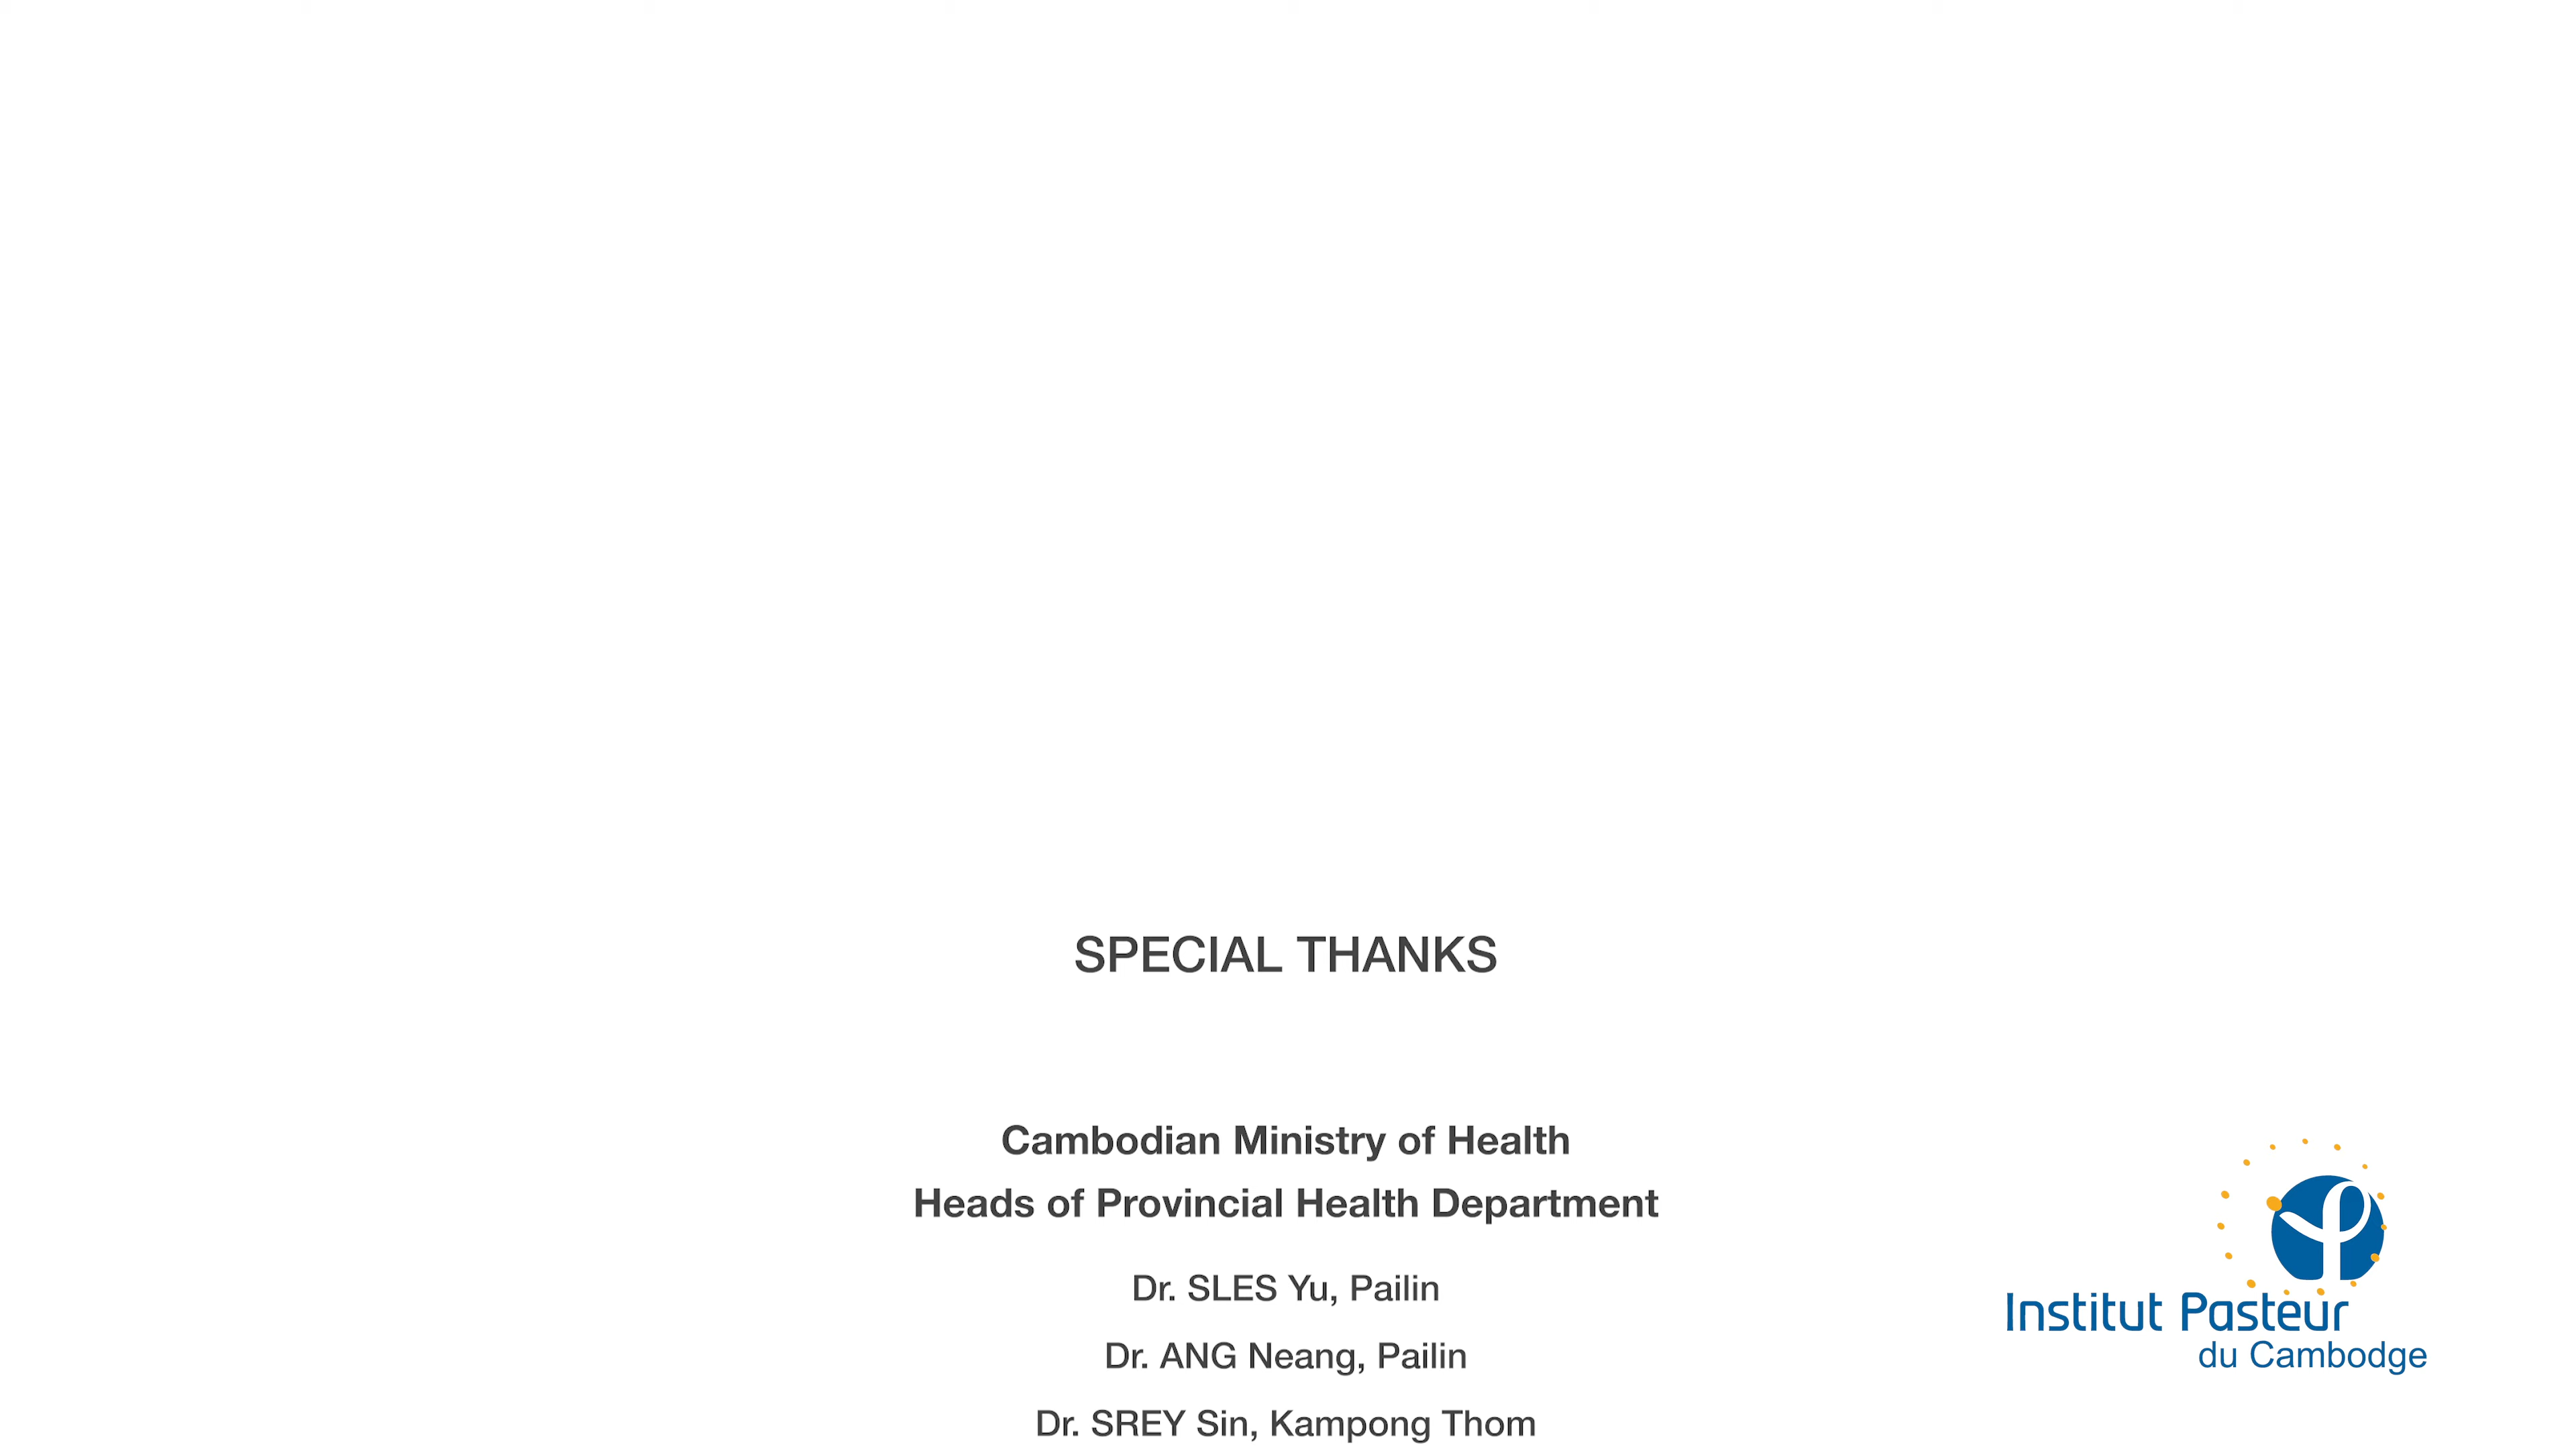 SPECIAL THANKS
Cambodian Ministry of Health
Heads of Provincial Health Department
Dr. SLES Yu, Pailin
Dr. ANG Neang, Pailin
Dr. SREY Sin, Kampong Thom
Institut Pasteur
du Cambodge